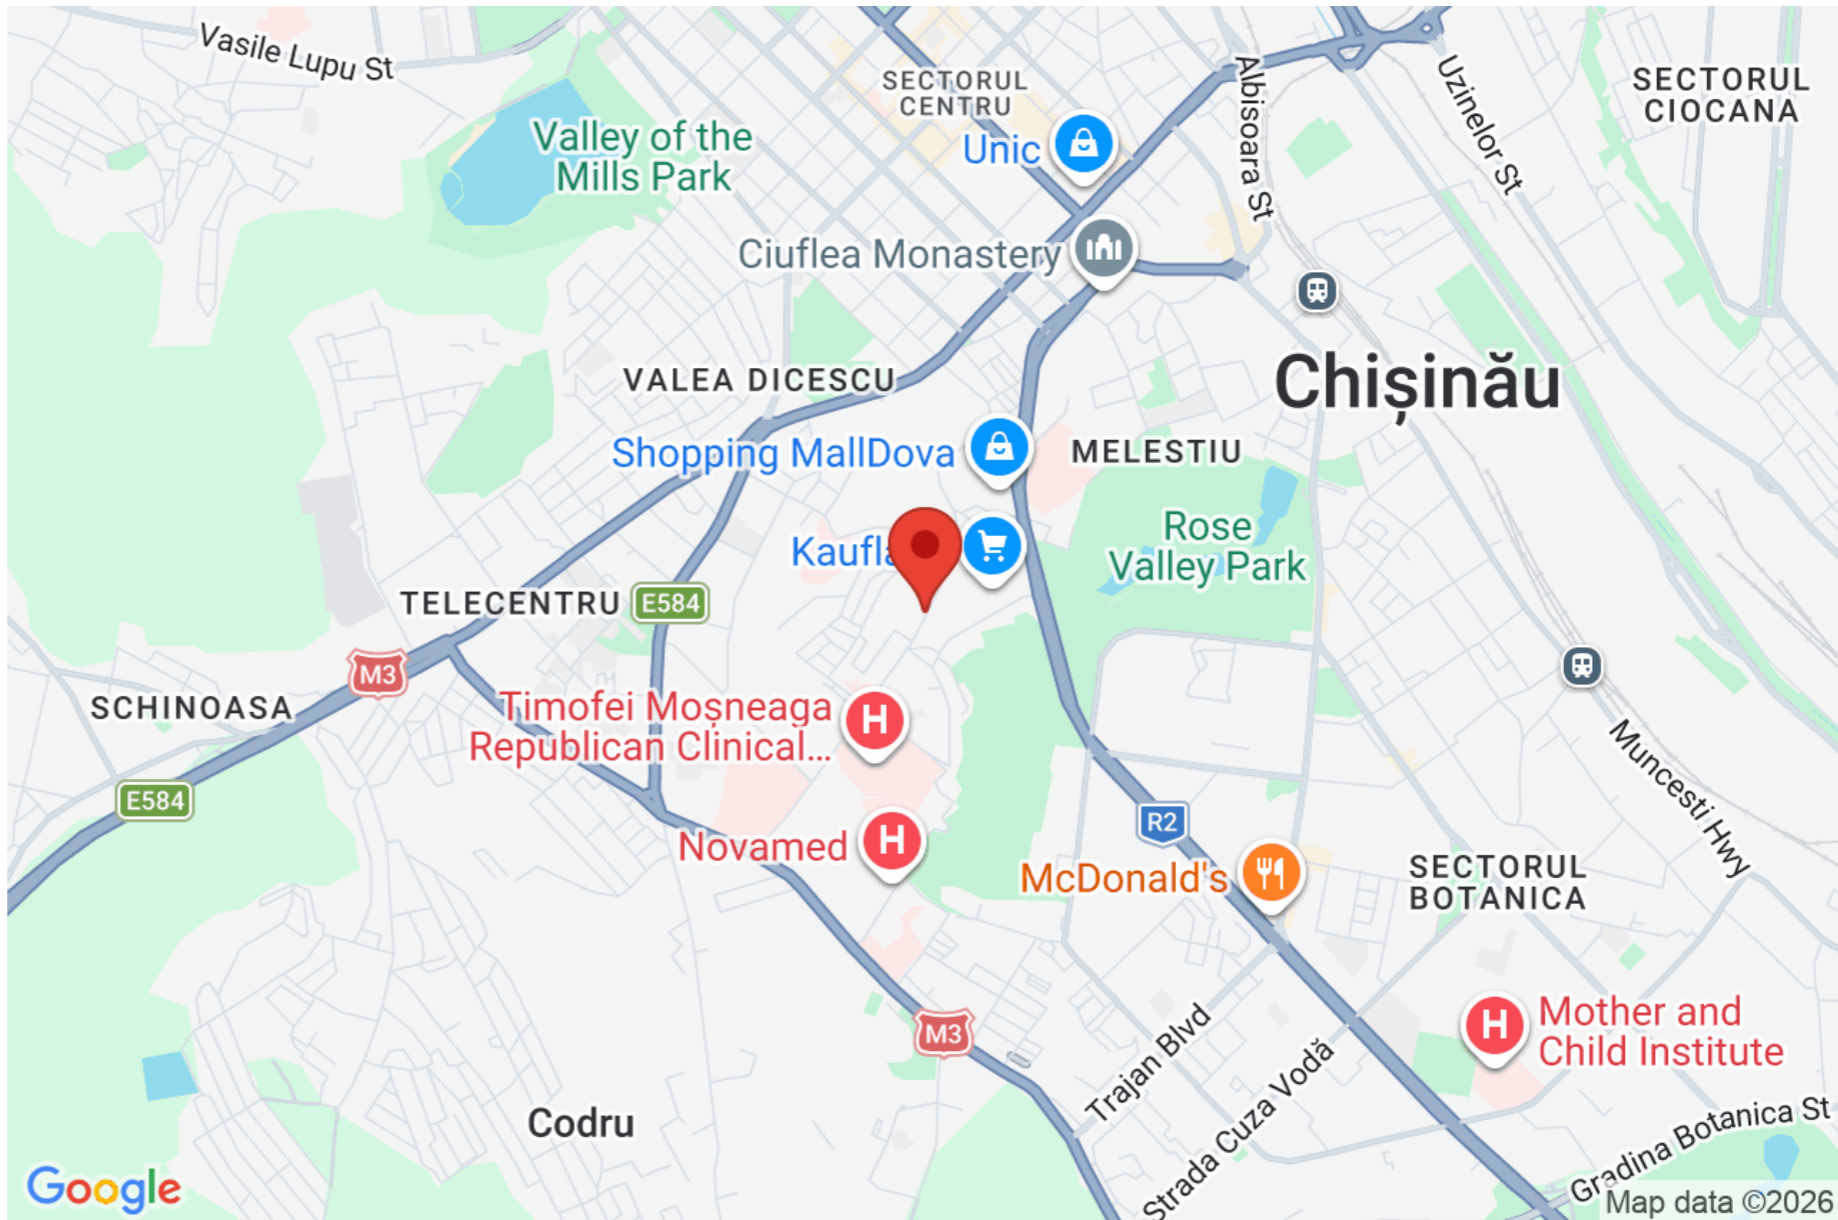 Vasile Lupu St
SECTORUL
CENTRU
Albisoara St
Uzinelor St
SECTORUL
CIOCANA
Valley of the
Mills Park
Unic
Ciuflea Monastery
Chișinău
VALEA DICESCU
Shopping MallDova
MELESTIU
Rose
Valley Park
TELECENTRU
E584
M3
SCHINOASA
Timofei Moșneaga
Republican Clinical...
H
E584
Novamed
H
R2
McDonald's
Muncesti Hwy
SECTORUL
BOTANICA
M3
Trajan Blvd
H
Mother and
Child Institute
Strada Cuza Vodă
Codru
Gradina Botanica St
Google
Map data ©2026